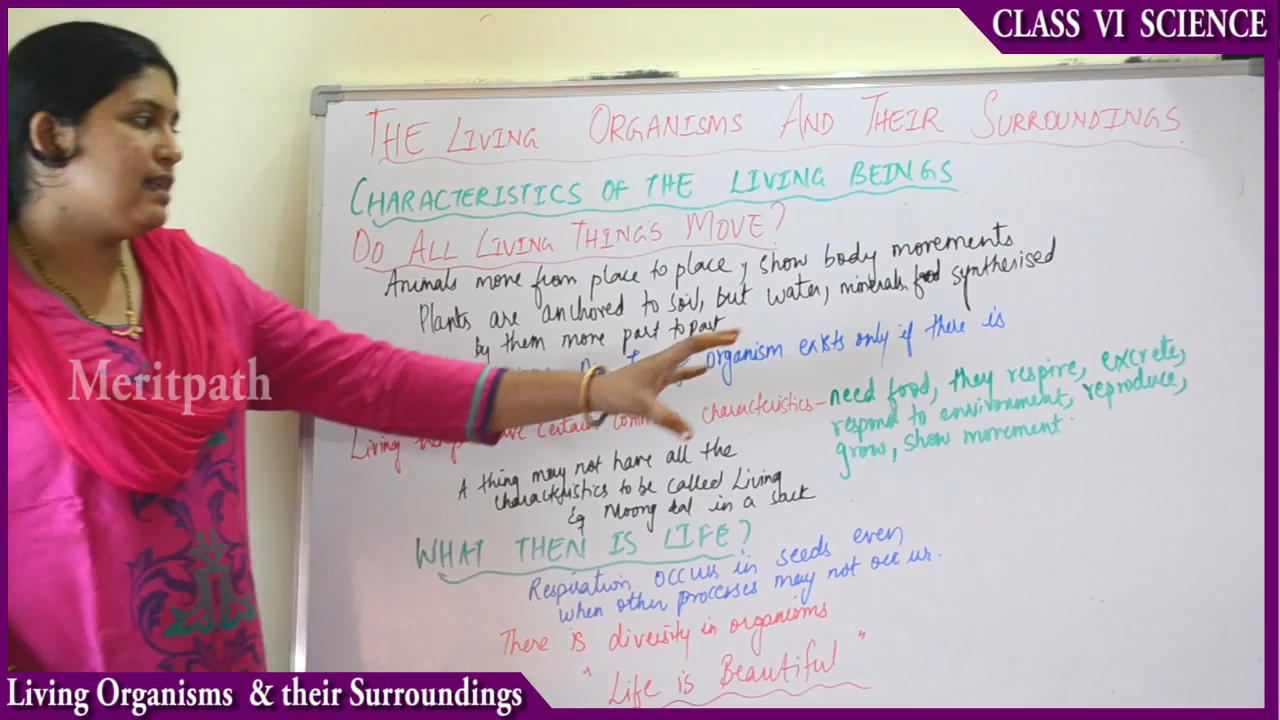 CLASS VI SCIENCE
THE LIVING ORGANISMS AND THEIR SURROUNDINGS
CHARACTERISTICS OF THE LIVING BEINGS
DO ALL LIVING THINGS MOVE?
Animals move from place to place, show body movements
Plants are anchored to soil, but water, minerals food synthesised
by them more part to part
organism exists only if there is
Living certain characteristics- need food, they respire, excrete,
respond to environment, reproduce,
grow, show movement
A thing may not have all the
characteristics to be called Living
Eg Moong dal in a sack
WHAT THEN IS LIFE?
Respiration occurs in seeds even
when other processes may not occur.
There is diversity in organisms
"Life is Beautiful"
Meritpath
Living Organisms & their Surroundings